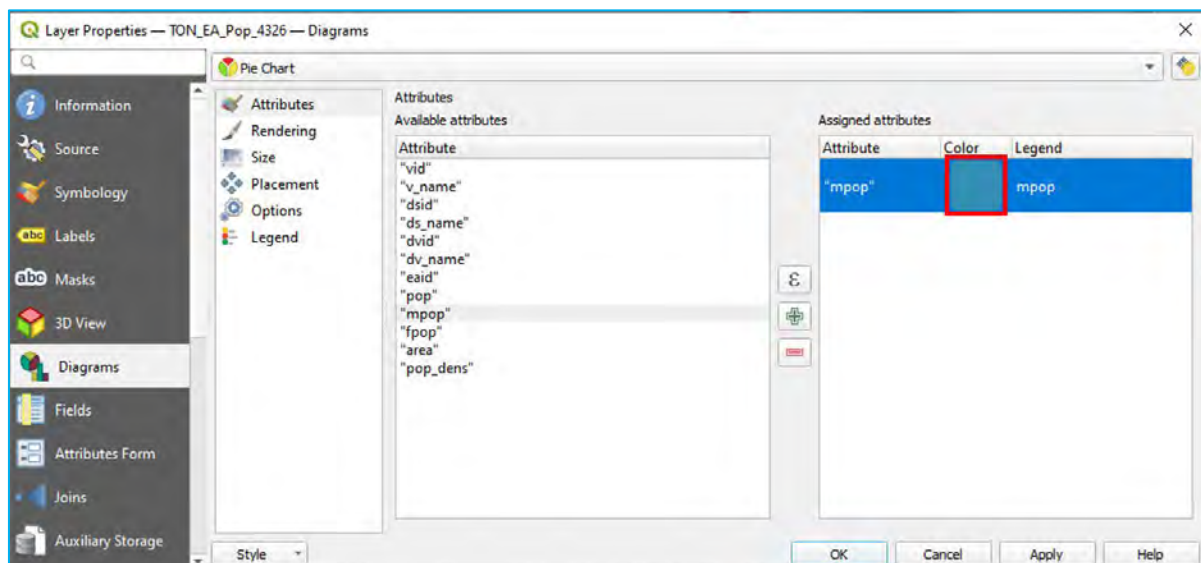 Layer Properties — TON_EA_Pop_4326 — Diagrams
Pie Chart
Information
Source
Symbology
abc Labels
abc Masks
3D View
Diagrams
Fields
Attributes Form
Joins
Auxiliary Storage
Attributes
Rendering
Size
Placement
Options
Legend
Style
Attributes
Available attributes
Attribute
"vid"
"v_name"
"dsid"
"ds_name"
"dvid"
"dv_name"
"eaid"
"pop"
"mpop"
"fpop"
"area"
"pop_dens"
ε
Assigned attributes
Attribute Color Legend
"mpop" mpop
OK Cancel Apply Help